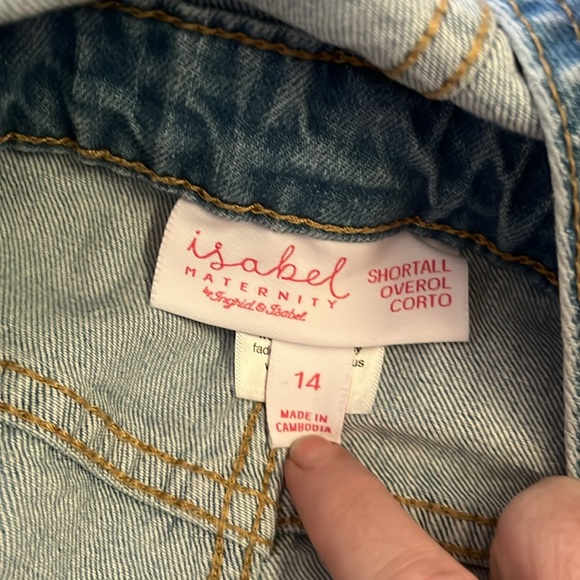 isabel
MATERNITY
by Ingrid & Isabel
SHORTALL
OVEROL
CORTO
14
MADE IN
CAMBODIA